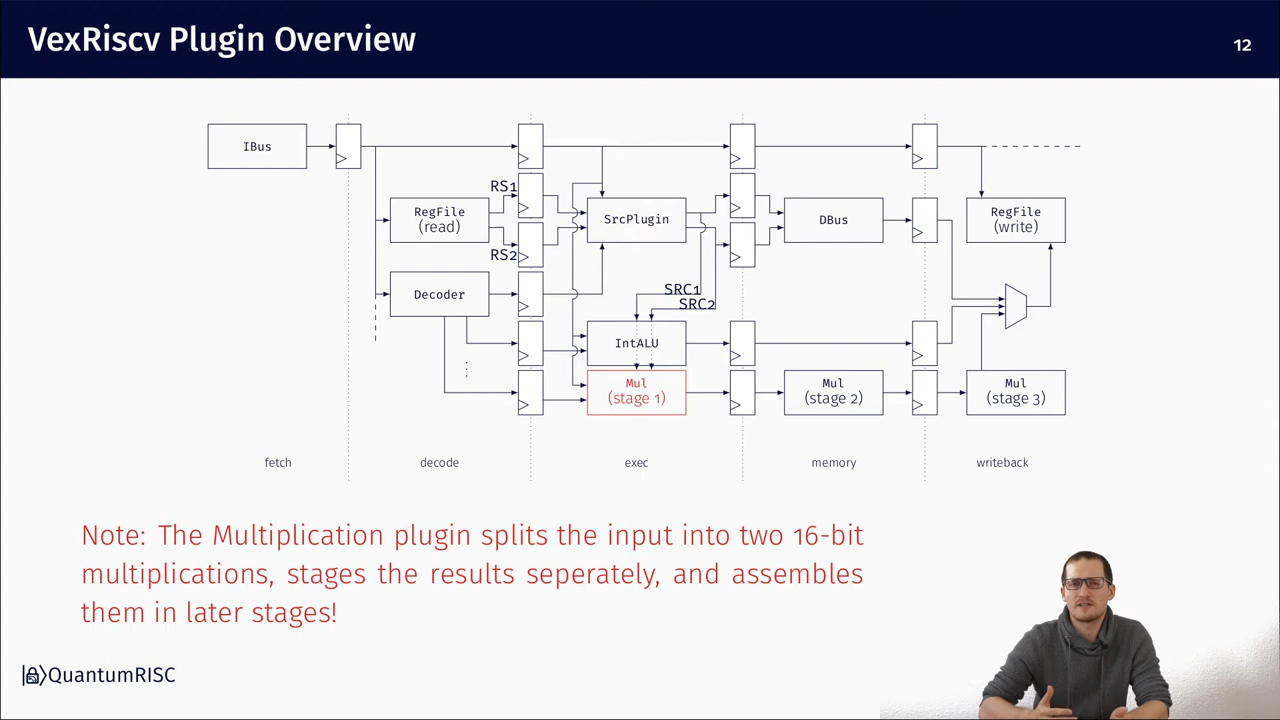 VexRiscv Plugin Overview
12
IBus
RS1
RegFile
(read)
RS2
SrcPlugin
DBus
RegFile
(write)
Decoder
SRC1
SRC2
IntALU
Mul
(stage 1)
Mul
(stage 2)
Mul
(stage 3)
fetch
decode
exec
memory
writeback
Note: The Multiplication plugin splits the input into two 16-bit
multiplications, stages the results seperately, and assembles
them in later stages!
QuantumRISC